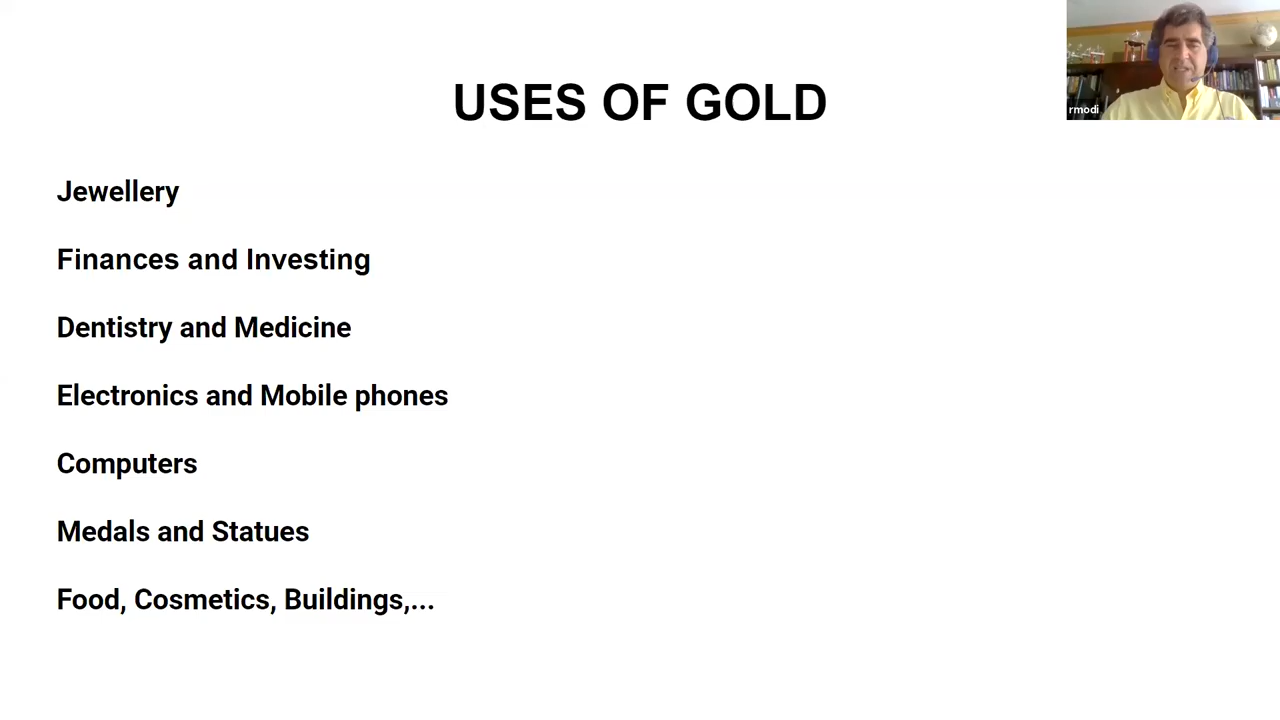 USES OF GOLD
rmodi
Jewellery
Finances and Investing
Dentistry and Medicine
Electronics and Mobile phones
Computers
Medals and Statues
Food, Cosmetics, Buildings,...